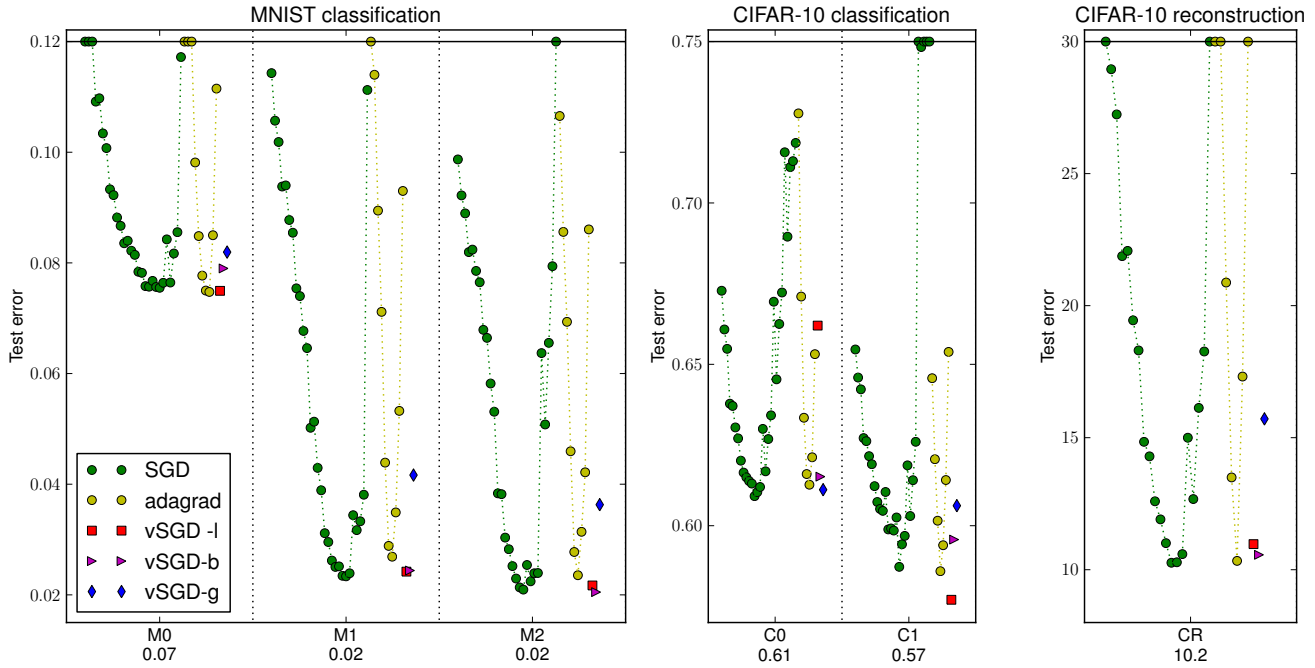 MNIST classification
CIFAR-10 classification
CIFAR-10 reconstruction
Test error
0.12
0.10
0.08
0.06
0.04
0.02
SGD
adagrad
vSGD -l
vSGD-b
vSGD-g
M0
0.07
M1
0.02
M2
0.02
Test error
0.75
0.70
0.65
0.60
C0
0.61
C1
0.57
Test error
30
25
20
15
10
CR
10.2